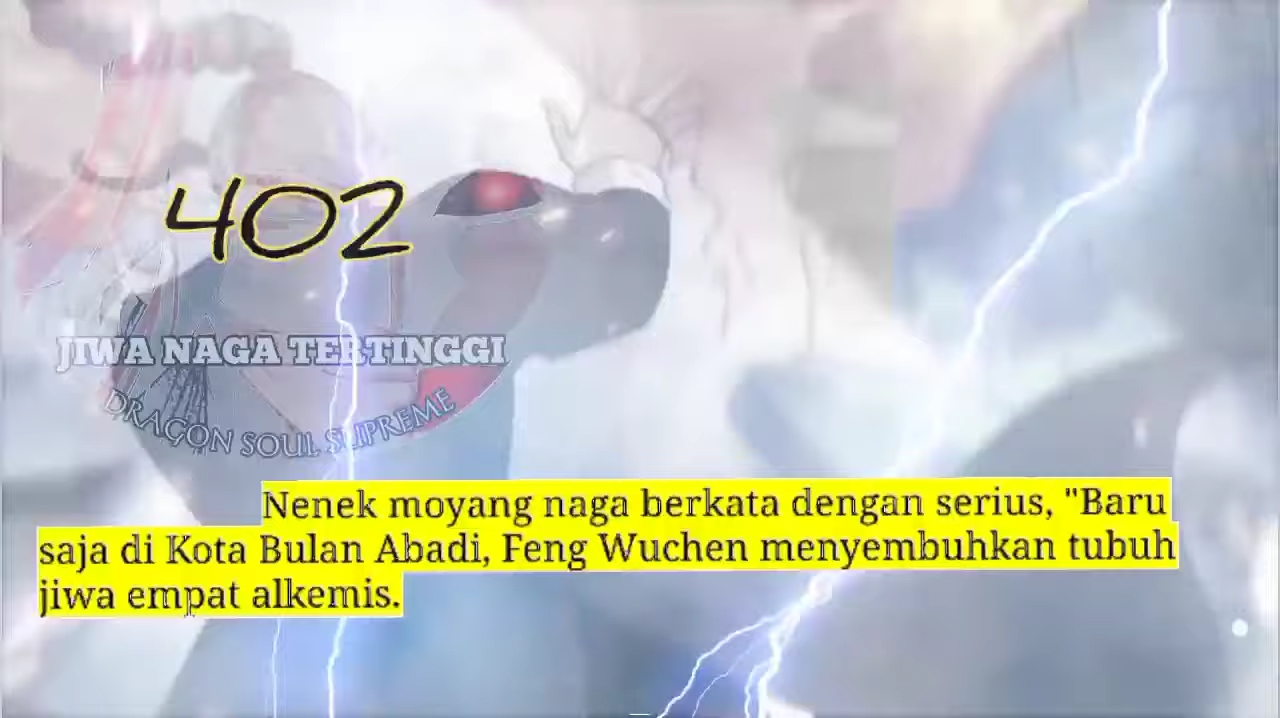 402
JIWA NAGA TERTINGGI
DRAGON SOUL SUPREME
Nenek moyang naga berkata dengan serius, "Baru
saja di Kota Bulan Abadi, Feng Wuchen menyembuhkan tubuh
jiwa empat alkemis.